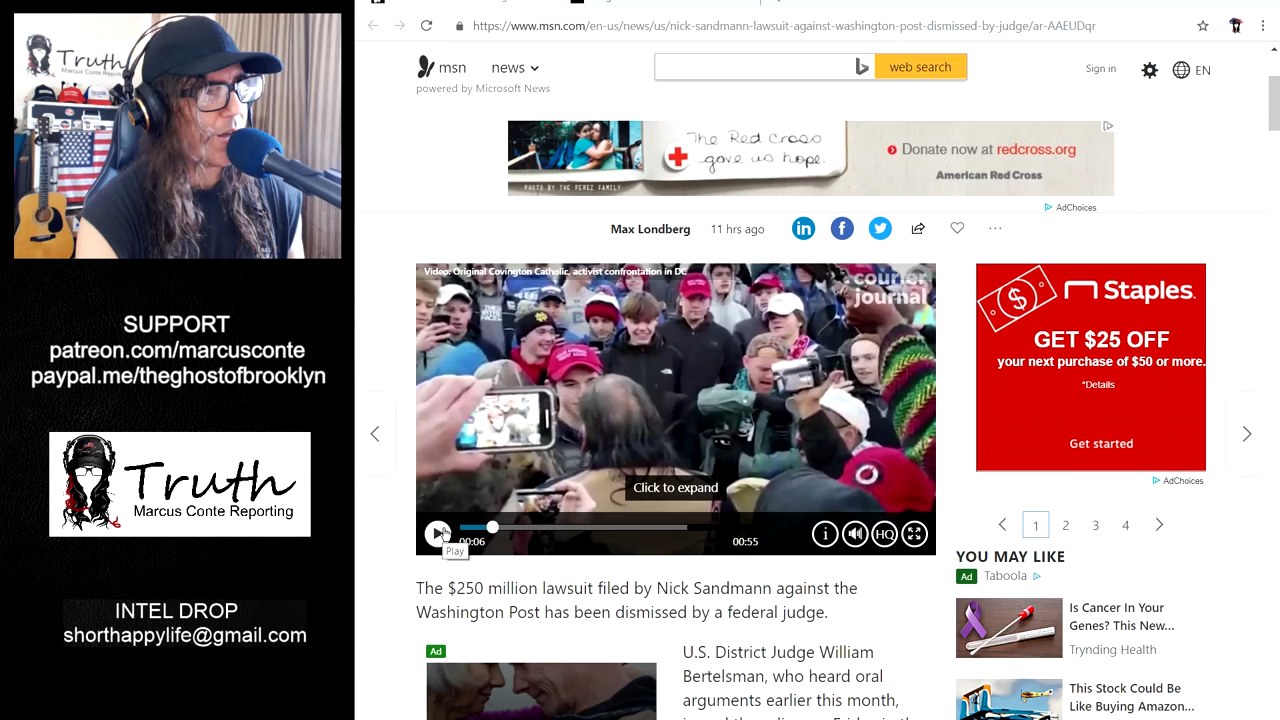 Truth
Marcus Conte Reporting
SUPPORT
patreon.com/marcusconte
paypal.me/theghostofbrooklyn
Truth
Marcus Conte Reporting
INTEL DROP
shorthappylife@gmail.com
https://www.msn.com/en-us/news/us/nick-sandmann-lawsuit-against-washington-post-dismissed-by-judge/ar-AAEUDqr
msn news
powered by Microsoft News
web search
Sign in
EN
The Red Cross
gave us hope.
Donate now at redcross.org
American Red Cross
PHOTO BY THE PEREZ FAMILY
AdChoices
Max Londberg 11 hrs ago
Video: Original Covington Catholic, activist confrontation in DC
courier
journal
Click to expand
00:06
00:55
HQ
Play
The $250 million lawsuit filed by Nick Sandmann against the
Washington Post has been dismissed by a federal judge.
Ad
U.S. District Judge William
Bertelsman, who heard oral
arguments earlier this month,
Staples.
GET $25 OFF
your next purchase of $50 or more.
*Details
Get started
AdChoices
1 2 3 4
YOU MAY LIKE
Ad Taboola
Is Cancer In Your
Genes? This New...
Trynding Health
This Stock Could Be
Like Buying Amazon...